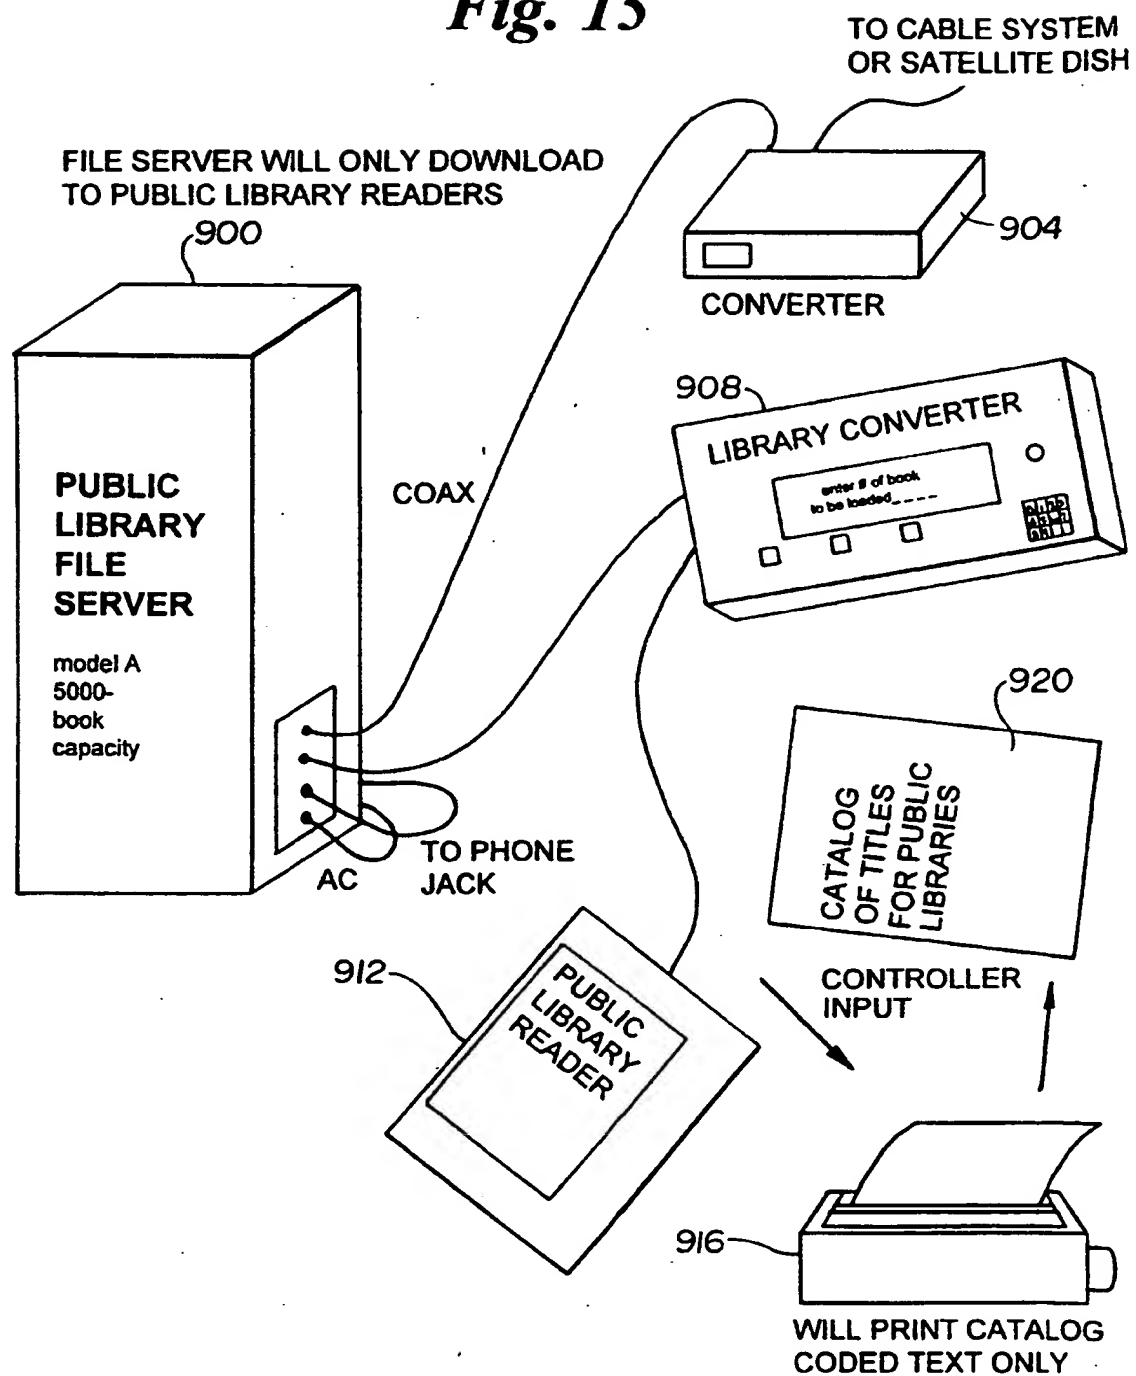 Fig. 15
TO CABLE SYSTEM
OR SATELLITE DISH
FILE SERVER WILL ONLY DOWNLOAD
TO PUBLIC LIBRARY READERS
900
904
CONVERTER
908
LIBRARY CONVERTER
enter # of book
to be loaded_ _ _ _
COAX
PUBLIC
LIBRARY
FILE
SERVER
model A
5000-
book
capacity
920
CATALOG
OF TITLES
FOR PUBLIC
LIBRARIES
TO PHONE
JACK
AC
912
PUBLIC
LIBRARY
READER
CONTROLLER
INPUT
916
WILL PRINT CATALOG
CODED TEXT ONLY